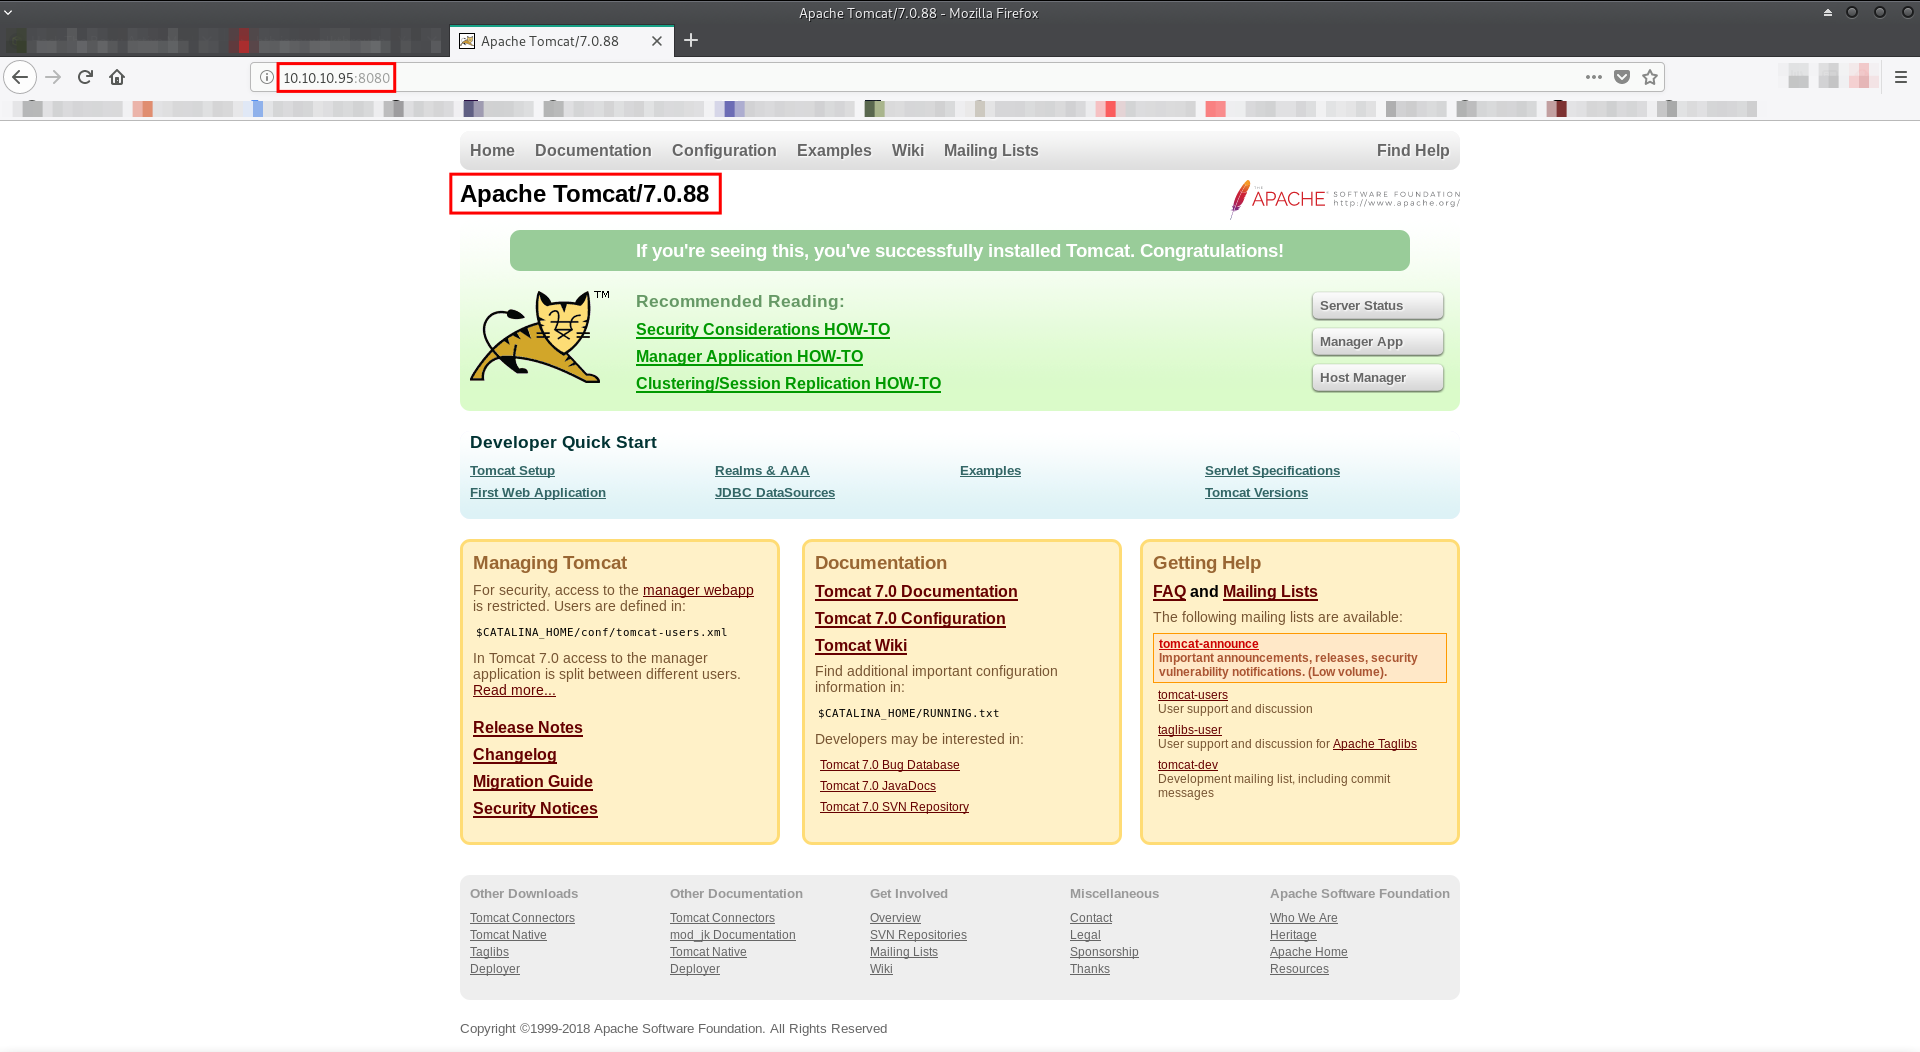 Apache Tomcat/7.0.88 - Mozilla Firefox
Apache Tomcat/7.0.88
10.10.10.95:8080
Home Documentation Configuration Examples Wiki Mailing Lists Find Help
Apache Tomcat/7.0.88
THE APACHE SOFTWARE FOUNDATION
http://www.apache.org/
If you're seeing this, you've successfully installed Tomcat. Congratulations!
TM
Recommended Reading:
Security Considerations HOW-TO
Manager Application HOW-TO
Clustering/Session Replication HOW-TO
Server Status
Manager App
Host Manager
Developer Quick Start
Tomcat Setup
First Web Application
Realms & AAA
JDBC DataSources
Examples
Servlet Specifications
Tomcat Versions
Managing Tomcat
For security, access to the manager webapp
is restricted. Users are defined in:
$CATALINA_HOME/conf/tomcat-users.xml
In Tomcat 7.0 access to the manager
application is split between different users.
Read more...
Release Notes
Changelog
Migration Guide
Security Notices
Documentation
Tomcat 7.0 Documentation
Tomcat 7.0 Configuration
Tomcat Wiki
Find additional important configuration
information in:
$CATALINA_HOME/RUNNING.txt
Developers may be interested in:
Tomcat 7.0 Bug Database
Tomcat 7.0 JavaDocs
Tomcat 7.0 SVN Repository
Getting Help
FAQ and Mailing Lists
The following mailing lists are available:
tomcat-announce
Important announcements, releases, security
vulnerability notifications. (Low volume).
tomcat-users
User support and discussion
taglibs-user
User support and discussion for Apache Taglibs
tomcat-dev
Development mailing list, including commit
messages
Other Downloads
Tomcat Connectors
Tomcat Native
Taglibs
Deployer
Other Documentation
Tomcat Connectors
mod_jk Documentation
Tomcat Native
Deployer
Get Involved
Overview
SVN Repositories
Mailing Lists
Wiki
Miscellaneous
Contact
Legal
Sponsorship
Thanks
Apache Software Foundation
Who We Are
Heritage
Apache Home
Resources
Copyright ©1999-2018 Apache Software Foundation. All Rights Reserved